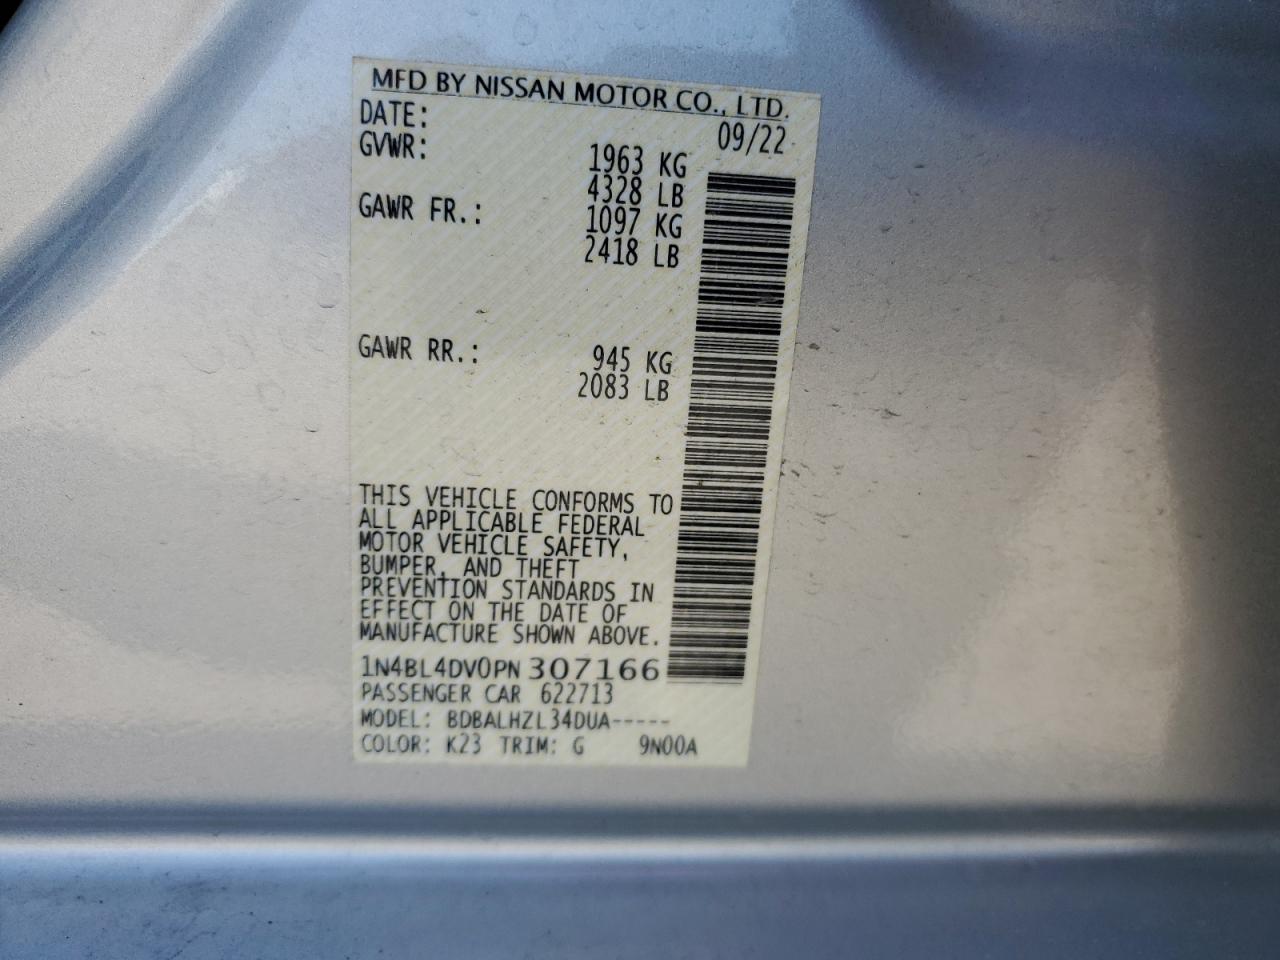 MFD BY NISSAN MOTOR CO., LTD.
DATE: 09/22
GVWR: 1963 KG
4328 LB
GAWR FR.: 1097 KG
2418 LB
GAWR RR.: 945 KG
2083 LB
THIS VEHICLE CONFORMS TO
ALL APPLICABLE FEDERAL
MOTOR VEHICLE SAFETY,
BUMPER, AND THEFT
PREVENTION STANDARDS IN
EFFECT ON THE DATE OF
MANUFACTURE SHOWN ABOVE.
1N4BL4DV0PN307166
PASSENGER CAR 622713
MODEL: BDBALHZL34DUA-----
COLOR: K23 TRIM: G 9N00A